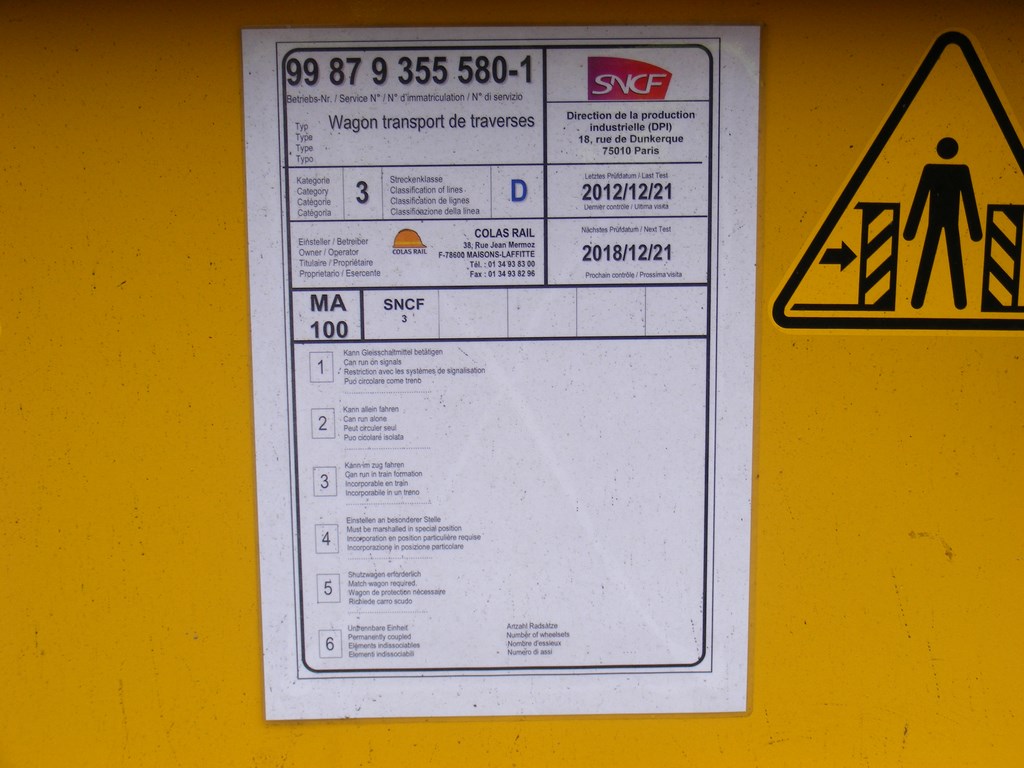 99 87 9 355 580-1
Betriebs-Nr. / Service N° / N° d'immatriculation / N° di servizio
Typ
Type
Type
Typo
Wagon transport de traverses
SNCF
Direction de la production
industrielle (DPI)
18, rue de Dunkerque
75010 Paris
Kategorie
Category
Catégorie
Catégoria
3
Streckenklasse
Classification of lines
Classification de lignes
Classificazione della linea
D
Letztes Prüfdatum / Last Test
2012/12/21
Dernier contrôle / Ultima visità
Einsteller / Betreiber
Owner / Operator
Titulaire / Propriétaire
Proprietario / Esercente
COLAS RAIL
COLAS RAIL
38, Rue Jean Mermoz
F-78600 MAISONS-LAFFITTE
Tél. : 01 34 93 83 00
Fax : 01 34 93 82 96
Nächstes Prüfdatum / Next Test
2018/12/21
Prochain contrôle / Prossima visita
MA
100
SNCF
3
1
Kann Gleisschaltmittel betätigen
Can run on signals
Restriction avec les systèmes de signalisation
Puo circolare come treno
2
Kann allein fahren
Can run alone
Peut circuler seul
Puo cicolare isolata
3
Kann im zug fahren
Can run in train formation
Incorporable en train
Incorporabile in un treno
4
Einstellen an besonderer Stelle
Must be marshalled in special position
Incorporation en position particulière requise
Incorporazione in posizione particolare
5
Shutzwagen erforderlich
Match wagon required
Wagon de protection nécessaire
Richiede carro scudo
6
Untrennbare Einheit
Permanently coupled
Eléments indissociables
Elementi indissociabili
Anzahl Radsätze
Number of wheelsets
Nombre d'essieux
Numero di assi